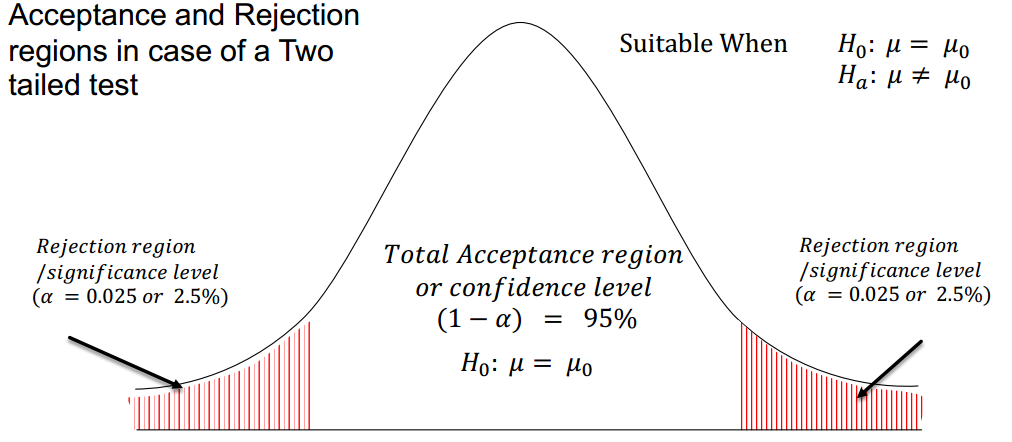 Acceptance and Rejection
regions in case of a Two
tailed test
Suitable When
H₀: μ = μ₀
Hₐ: μ ≠ μ₀
Rejection region
/significance level
(α = 0.025 or 2.5%)
Total Acceptance region
or confidence level
(1 − α) = 95%
H₀: μ = μ₀
Rejection region
/significance level
(α = 0.025 or 2.5%)